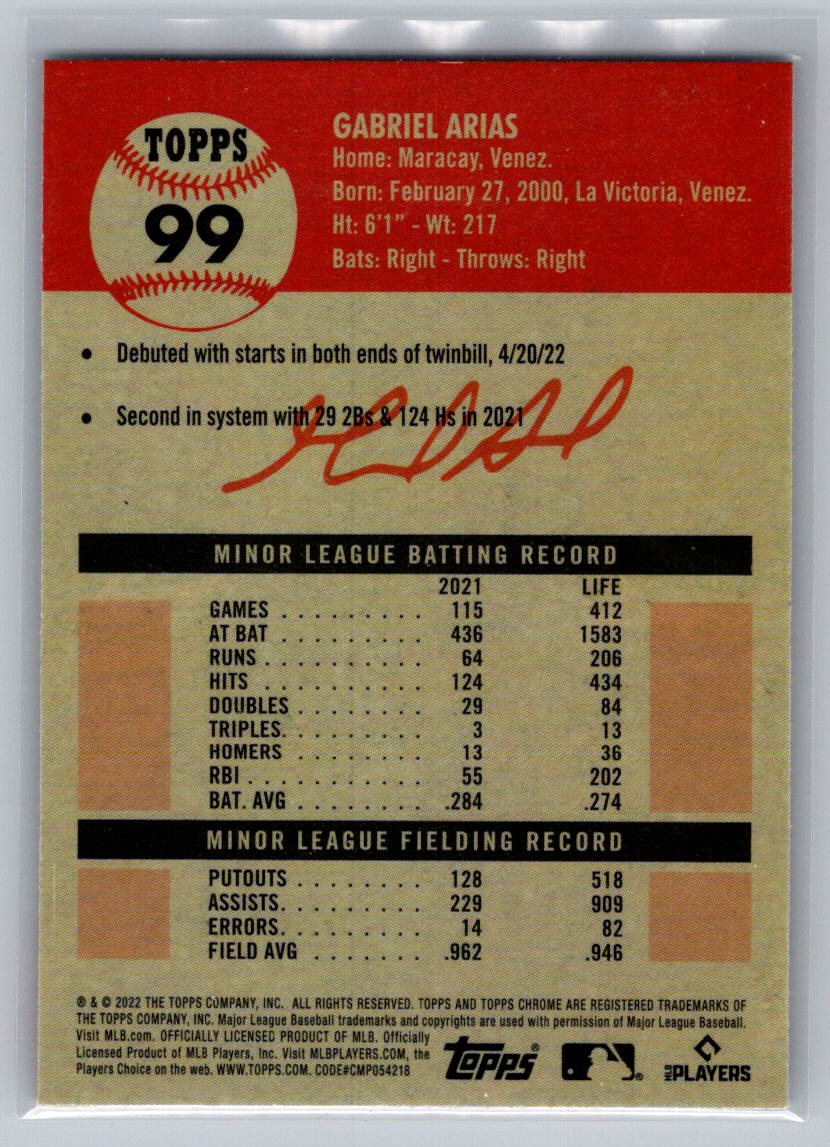 TOPPS
99
GABRIEL ARIAS
Home: Maracay, Venez.
Born: February 27, 2000, La Victoria, Venez.
Ht: 6'1" - Wt: 217
Bats: Right - Throws: Right
• Debuted with starts in both ends of twinbill, 4/20/22
• Second in system with 29 2Bs & 124 Hs in 2021
MINOR LEAGUE BATTING RECORD
2021 LIFE
GAMES . . . . . . . . . 115 412
AT BAT . . . . . . . . . 436 1583
RUNS . . . . . . . . . . 64 206
HITS . . . . . . . . . . 124 434
DOUBLES . . . . . . . . 29 84
TRIPLES. . . . . . . . . 3 13
HOMERS . . . . . . . . 13 36
RBI . . . . . . . . . . . 55 202
BAT. AVG . . . . . . . . .284 .274
MINOR LEAGUE FIELDING RECORD
PUTOUTS . . . . . . . . 128 518
ASSISTS. . . . . . . . . 229 909
ERRORS. . . . . . . . . 14 82
FIELD AVG . . . . . . . .962 .946
® & © 2022 THE TOPPS COMPANY, INC. ALL RIGHTS RESERVED. TOPPS AND TOPPS CHROME ARE REGISTERED TRADEMARKS OF
THE TOPPS COMPANY, INC. Major League Baseball trademarks and copyrights are used with permission of Major League Baseball.
Visit MLB.com. OFFICIALLY LICENSED PRODUCT OF MLB. Officially
Licensed Product of MLB Players, Inc. Visit MLBPLAYERS.COM, the
Players Choice on the web. WWW.TOPPS.COM. CODE#CMP054218
Topps®
MLB PLAYERS